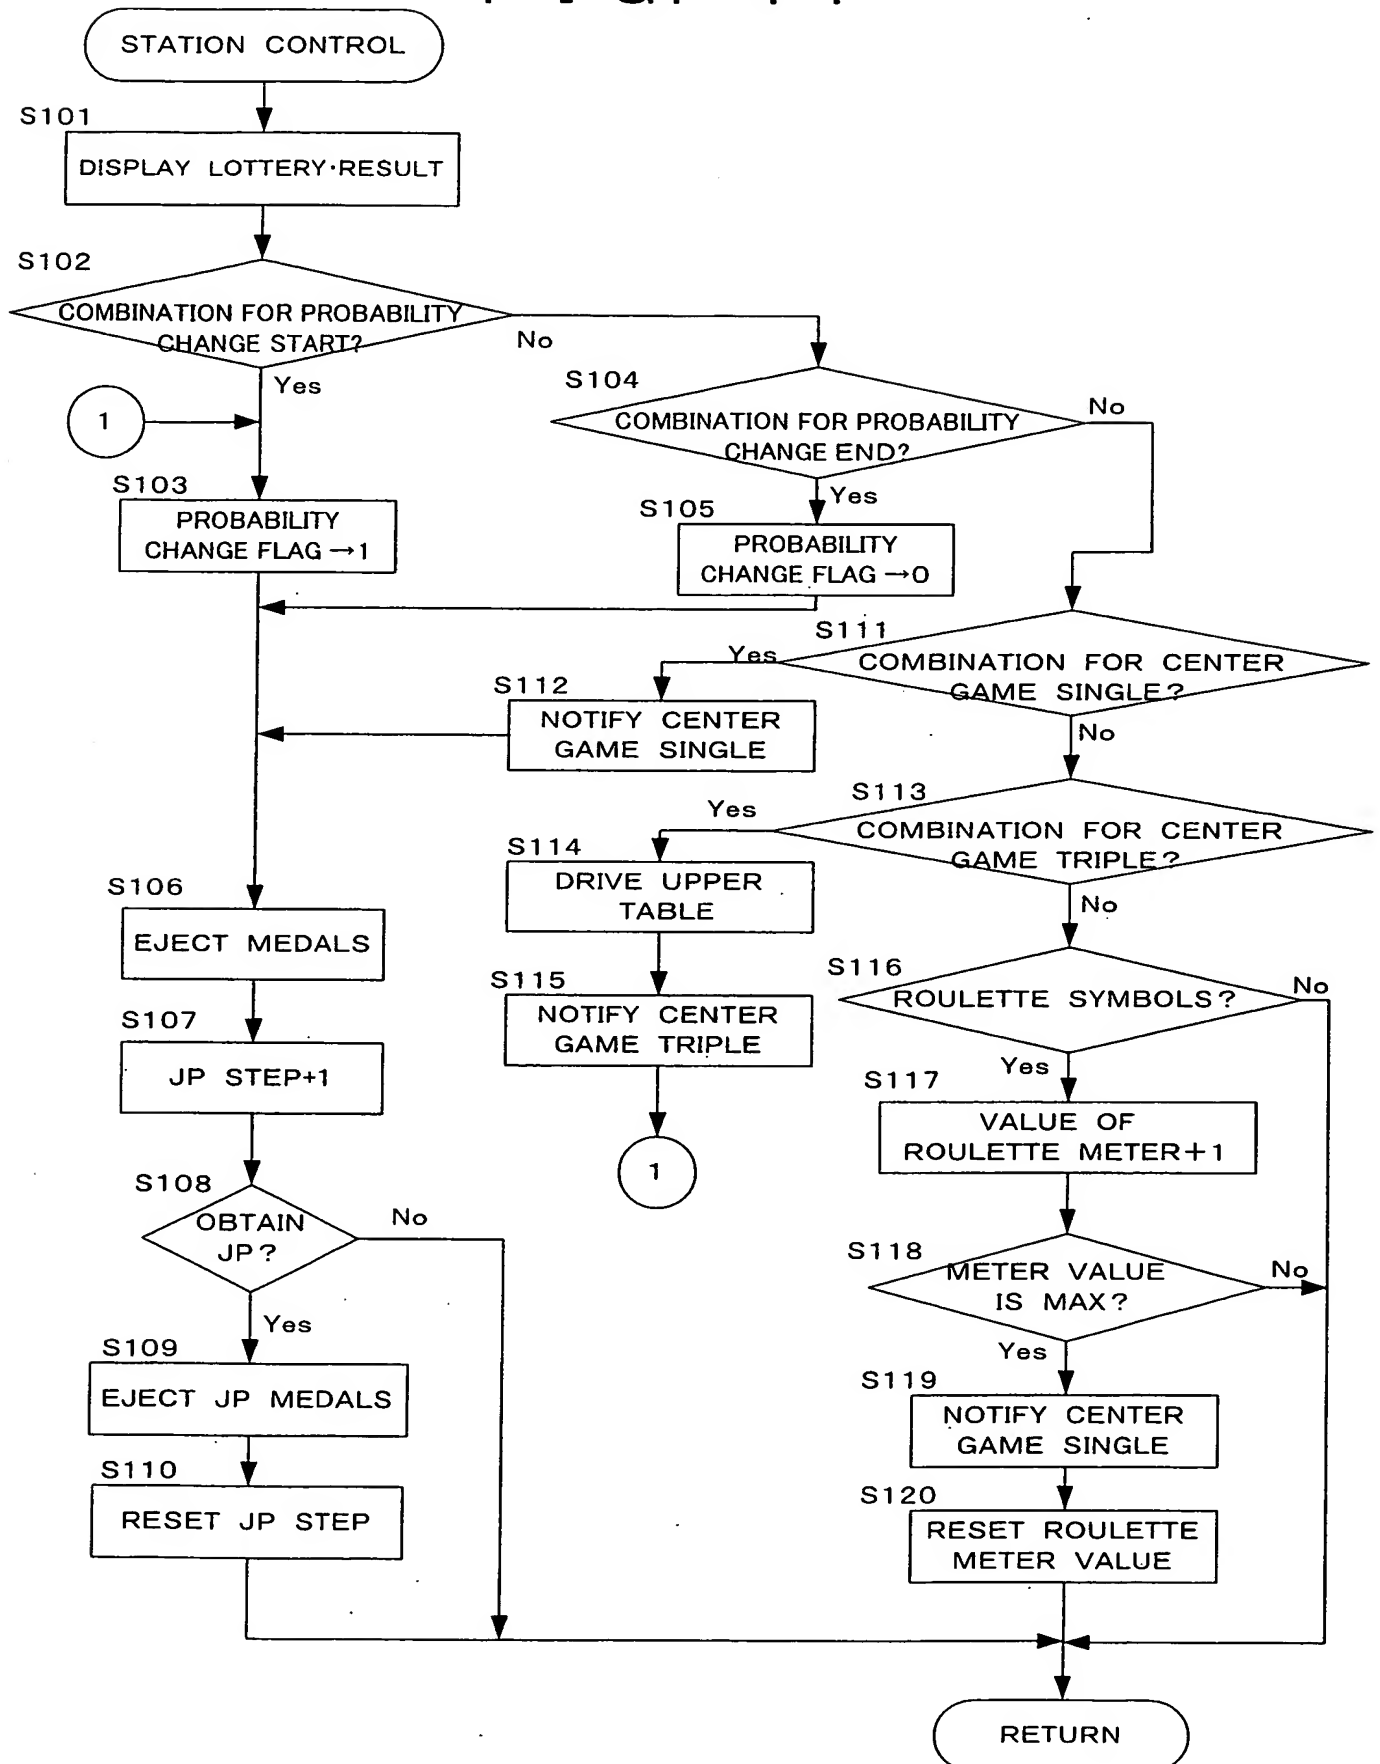 STATION CONTROL
S101
DISPLAY LOTTERY·RESULT
S102
COMBINATION FOR PROBABILITY
CHANGE START?
No
Yes
1
S103
PROBABILITY
CHANGE FLAG→1
S104
COMBINATION FOR PROBABILITY
CHANGE END?
No
Yes
S105
PROBABILITY
CHANGE FLAG→0
S111
COMBINATION FOR CENTER
GAME SINGLE?
Yes
No
S112
NOTIFY CENTER
GAME SINGLE
S113
COMBINATION FOR CENTER
GAME TRIPLE?
Yes
No
S114
DRIVE UPPER
TABLE
S115
NOTIFY CENTER
GAME TRIPLE
1
S106
EJECT MEDALS
S107
JP STEP+1
S108
OBTAIN
JP?
No
Yes
S109
EJECT JP MEDALS
S110
RESET JP STEP
S116
ROULETTE SYMBOLS?
No
Yes
S117
VALUE OF
ROULETTE METER+1
S118
METER VALUE
IS MAX?
No
Yes
S119
NOTIFY CENTER
GAME SINGLE
S120
RESET ROULETTE
METER VALUE
RETURN